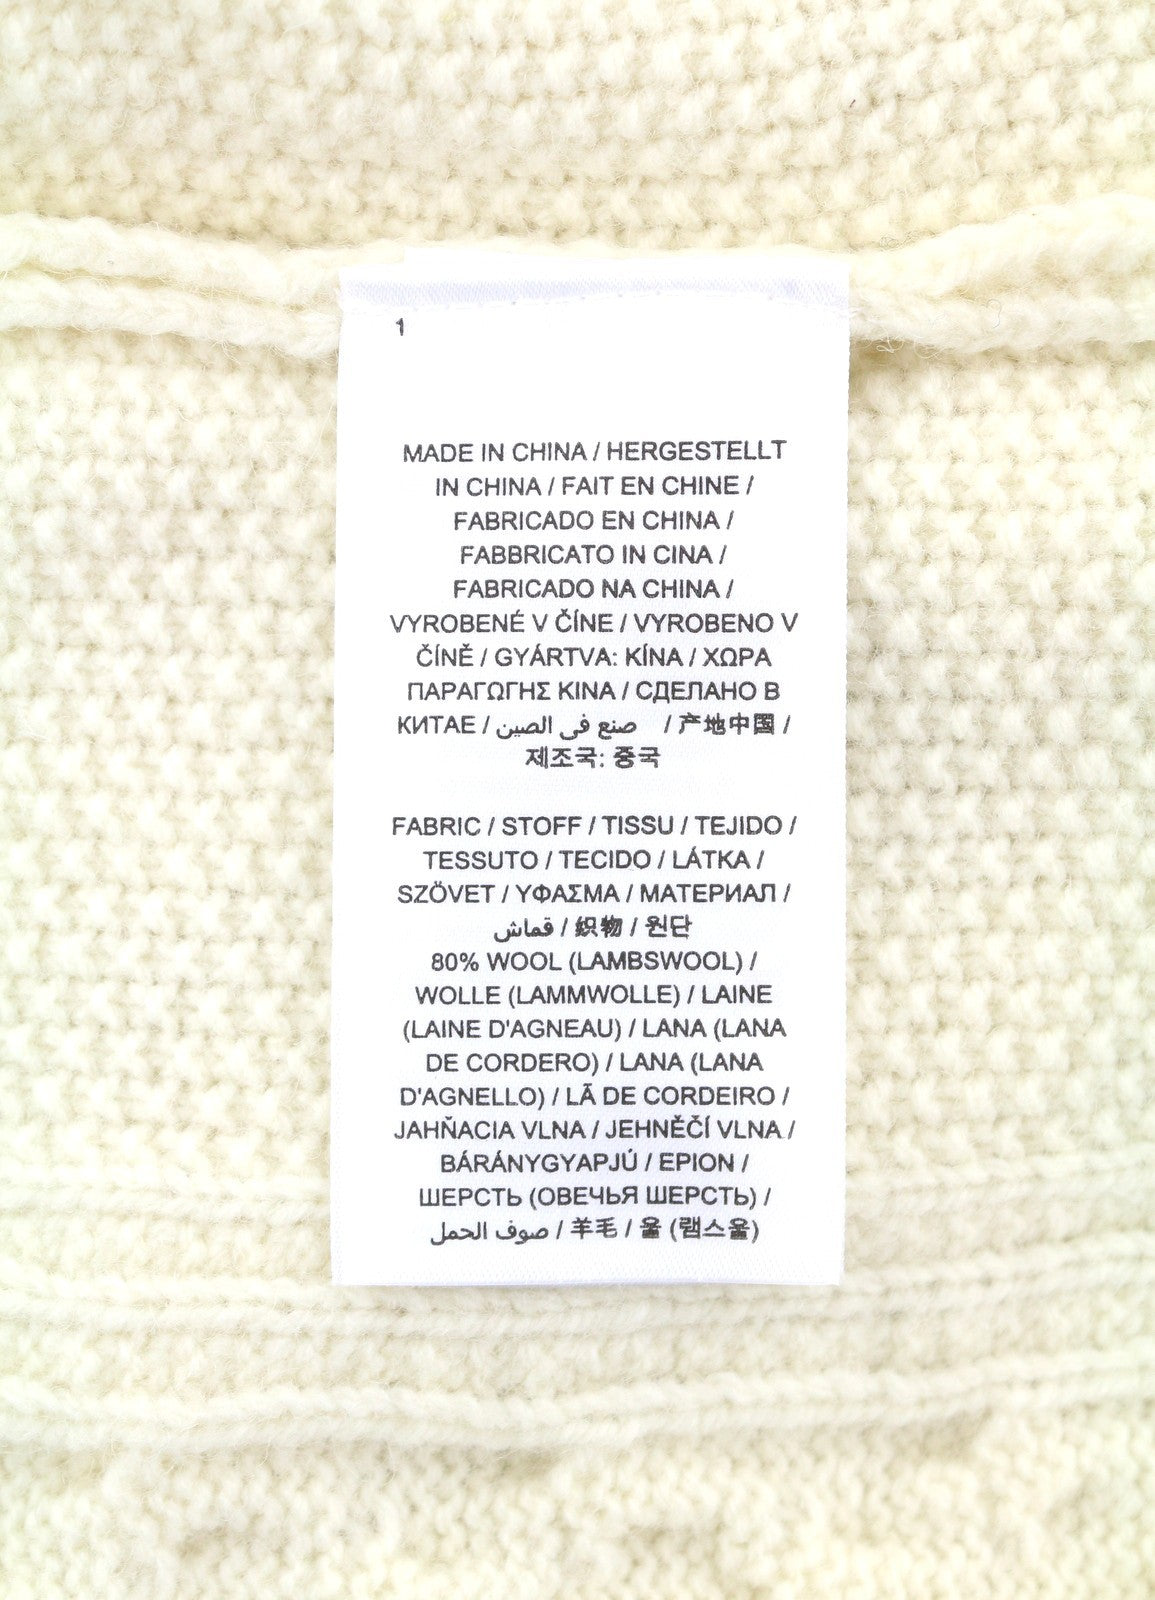 1
MADE IN CHINA / HERGESTELLT
IN CHINA / FAIT EN CHINE /
FABRICADO EN CHINA /
FABBRICATO IN CINA /
FABRICADO NA CHINA /
VYROBENÉ V ČÍNE / VYROBENO V
ČÍNĚ / GYÁRTVA: KÍNA / ΧΩΡΑ
ΠΑΡΑΓΩΓΗΣ ΚΙΝΑ / СДЕЛАНО В
КИТАЕ / صنع في الصين / 产地中国 /
제조국: 중국
FABRIC / STOFF / TISSU / TEJIDO /
TESSUTO / TECIDO / LÁTKA /
SZÖVET / ΥΦΑΣΜΑ / МАТЕРИАЛ /
قماش / 织物 / 원단
80% WOOL (LAMBSWOOL) /
WOLLE (LAMMWOLLE) / LAINE
(LAINE D'AGNEAU) / LANA (LANA
DE CORDERO) / LANA (LANA
D'AGNELLO) / LÃ DE CORDEIRO /
JAHŇACIA VLNA / JEHNĚČÍ VLNA /
BÁRÁNYGYAPJÚ / EPION /
ШЕРСТЬ (ОВЕЧЬЯ ШЕРСТЬ) /
صوف الحمل / 羊毛 / 울 (램스울)